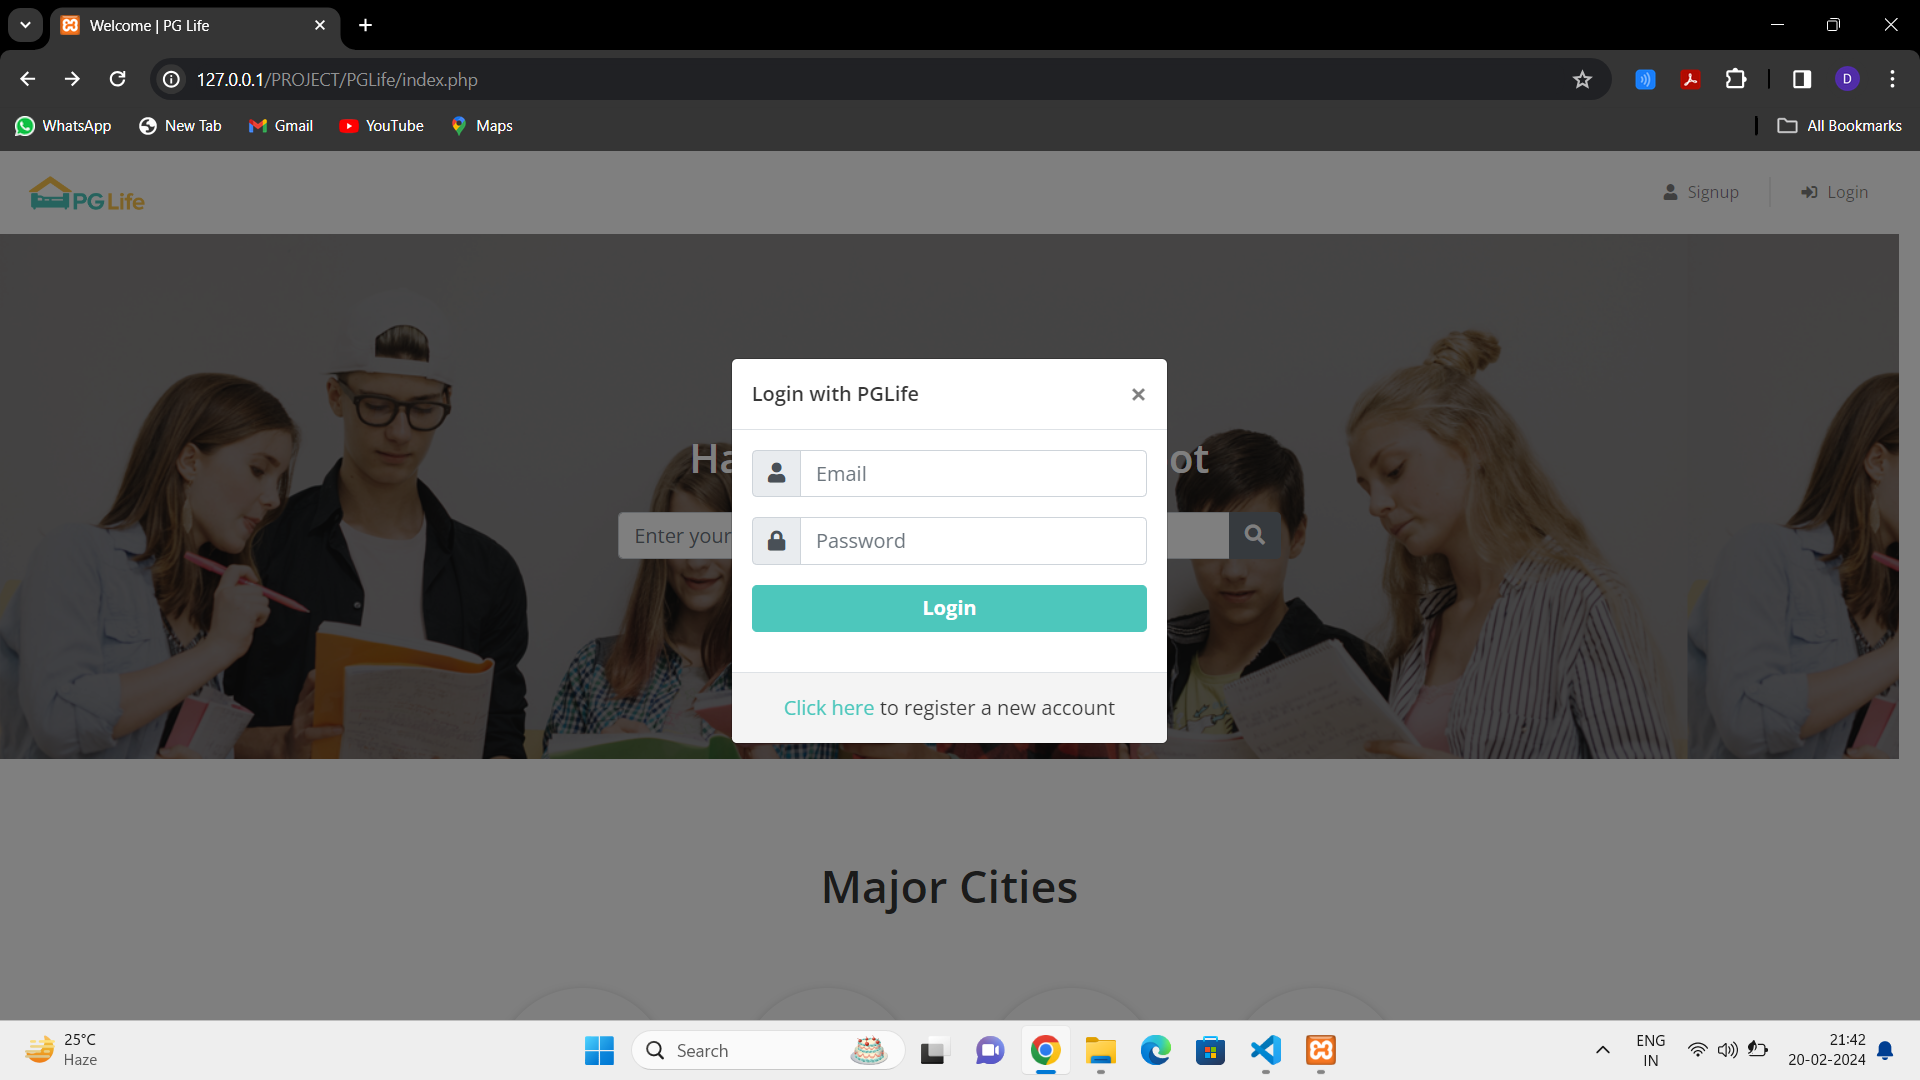 Welcome | PG Life
127.0.0.1/PROJECT/PGLife/index.php
D
WhatsApp
New Tab
Gmail
YouTube
Maps
All Bookmarks
PG Life
Signup
Login
Login with PGLife
×
Ha
ot
Email
Enter your
Password
Login
Click here to register a new account
Major Cities
25°C
Haze
Search
ENG
IN
21:42
20-02-2024